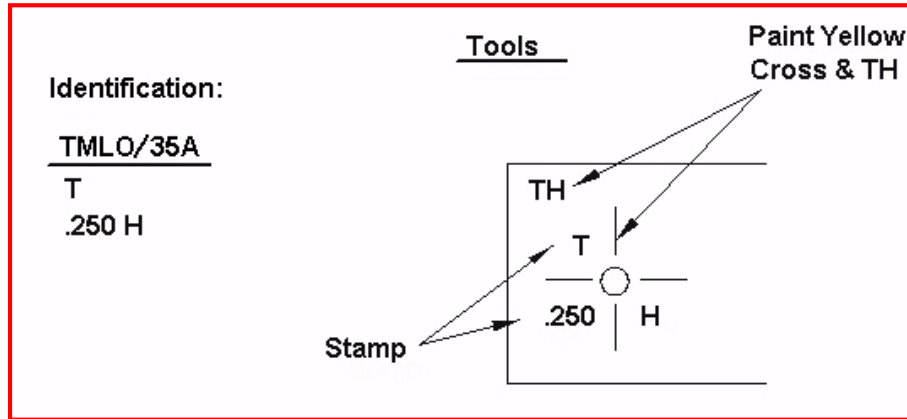 Tools
Paint Yellow
Cross & TH
Identification:
TMLO/35A
T
.250 H
TH
T
.250 H
Stamp